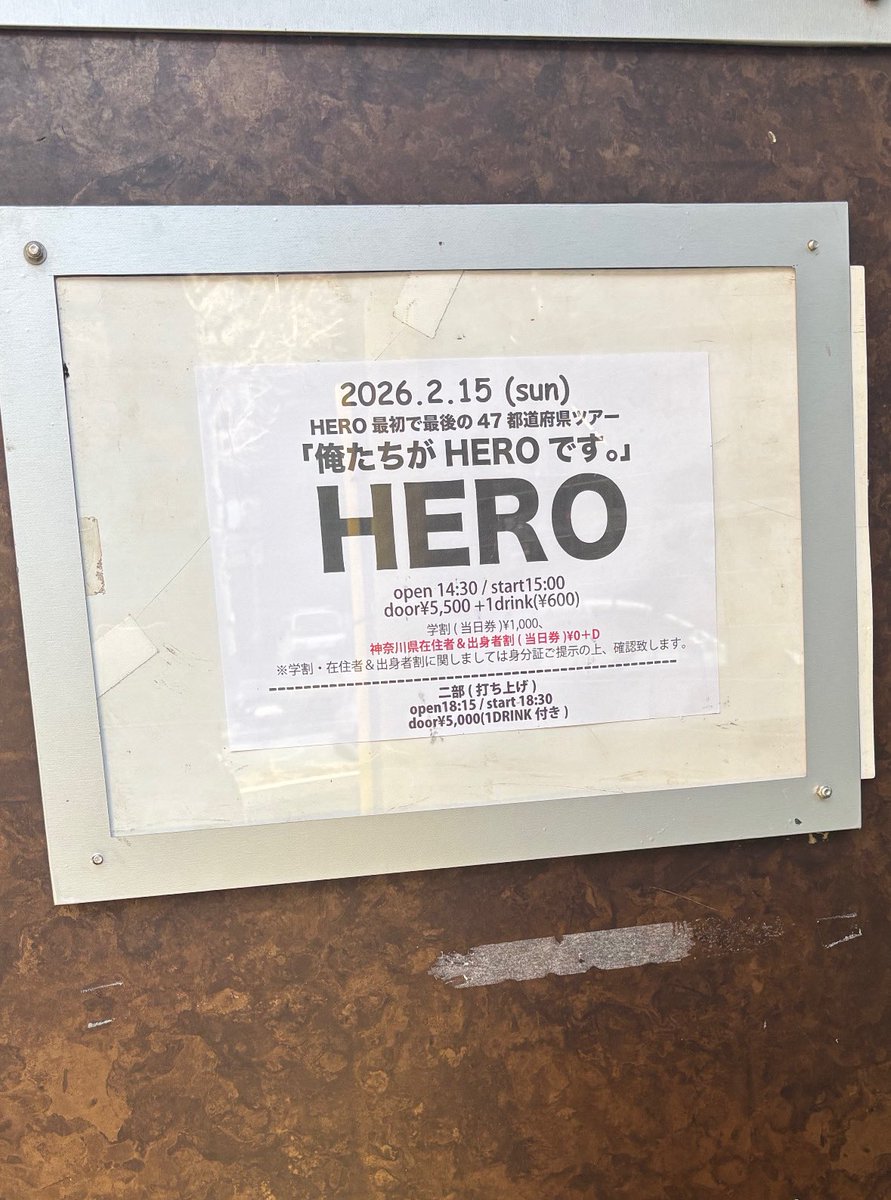 2026.2.15 (sun)
HERO 最初で最後の 47 都道府県ツアー
「俺たちが HERO です。」
HERO
open 14:30 / start15:00
door¥5,500 +1drink(¥600)
学割 ( 当日券 )¥1,000、
神奈川県在住者＆出身者割 ( 当日券 )¥0＋D
※学割・在住者＆出身者割に関しましては身分証ご提示の上、確認致します。
二部 ( 打ち上げ )
open18:15 / start 18:30
door¥5,000(1DRINK 付き )